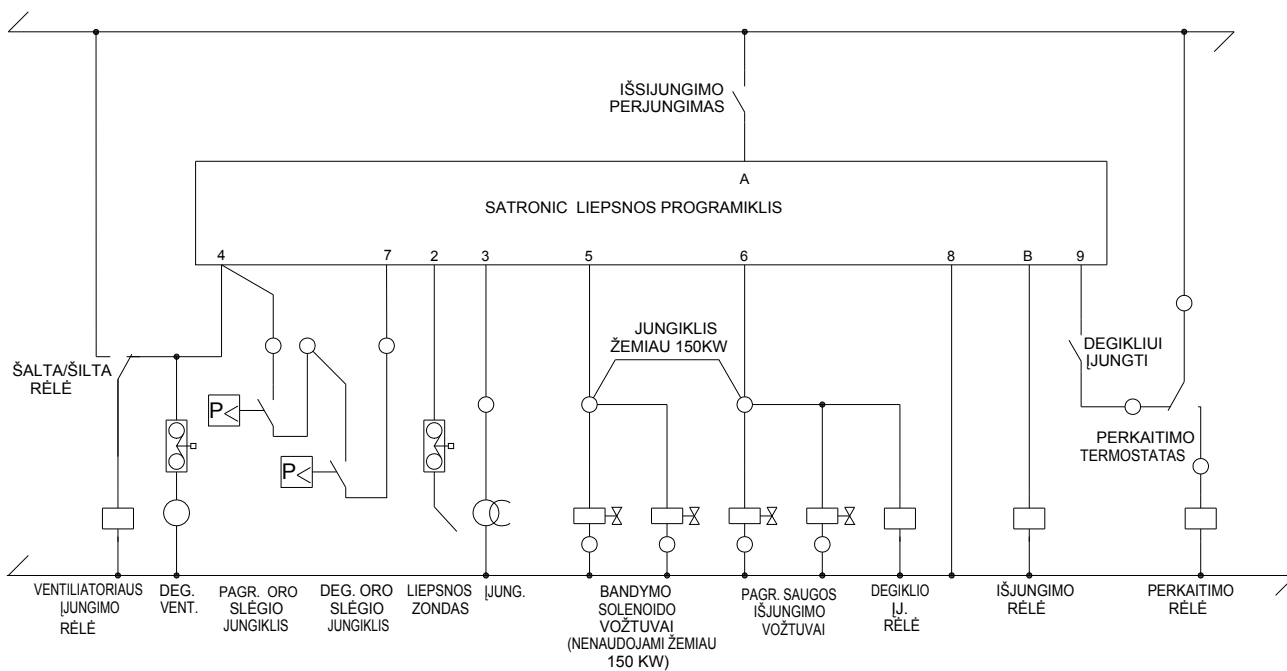 IŠSIJUNGIMO
PERJUNGIMAS
A
SATRONIC LIEPSNOS PROGRAMIKLIS
4
7
2
3
5
6
8
B
9
JUNGIKLIS
ŽEMIAU 150KW
DEGIKLIUI
ĮJUNGTI
ŠALTA/ŠILTA
RĖLĖ
P
P
PERKAITIMO
TERMOSTATAS
VENTILIATORIAUS
ĮJUNGIMO
RĖLĖ
DEG.
VENT.
PAGR. ORO
SLĖGIO
JUNGIKLIS
DEG. ORO
SLĖGIO
JUNGIKLIS
LIEPSNOS
ZONDAS
ĮJUNG.
BANDYMO
SOLENOIDO
VOŽTUVAI
(NENAUDOJAMI ŽEMIAU
150 KW)
PAGR. SAUGOS
IŠJUNGIMO
VOŽTUVAI
DEGIKLIO
ĮJ.
RĖLĖ
IŠJUNGIMO
RĖLĖ
PERKAITIMO
RĖLĖ